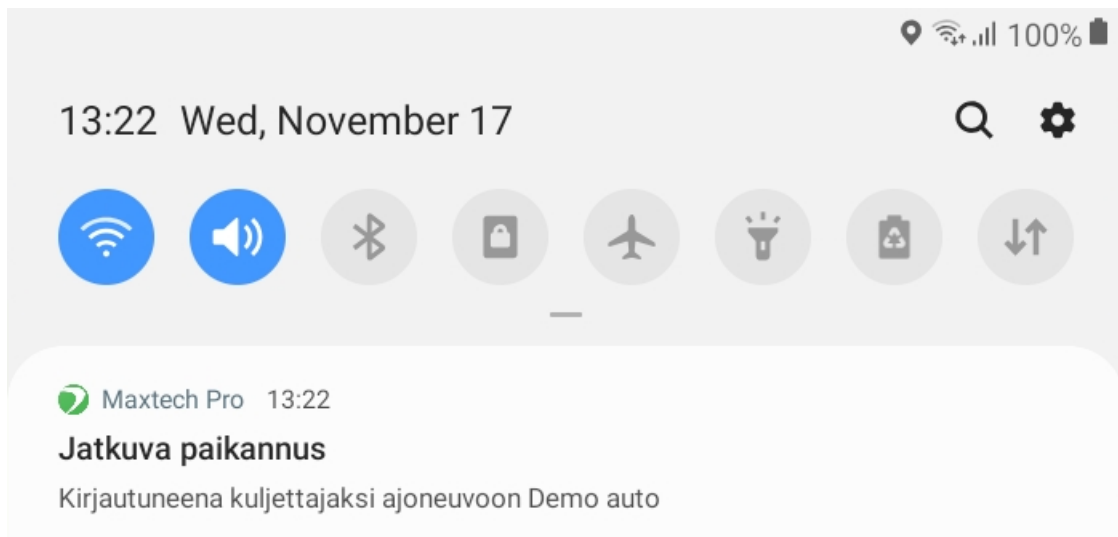 100%
13:22 Wed, November 17
Maxtech Pro 13:22
Jatkuva paikannus
Kirjautuneena kuljettajaksi ajoneuvoon Demo auto